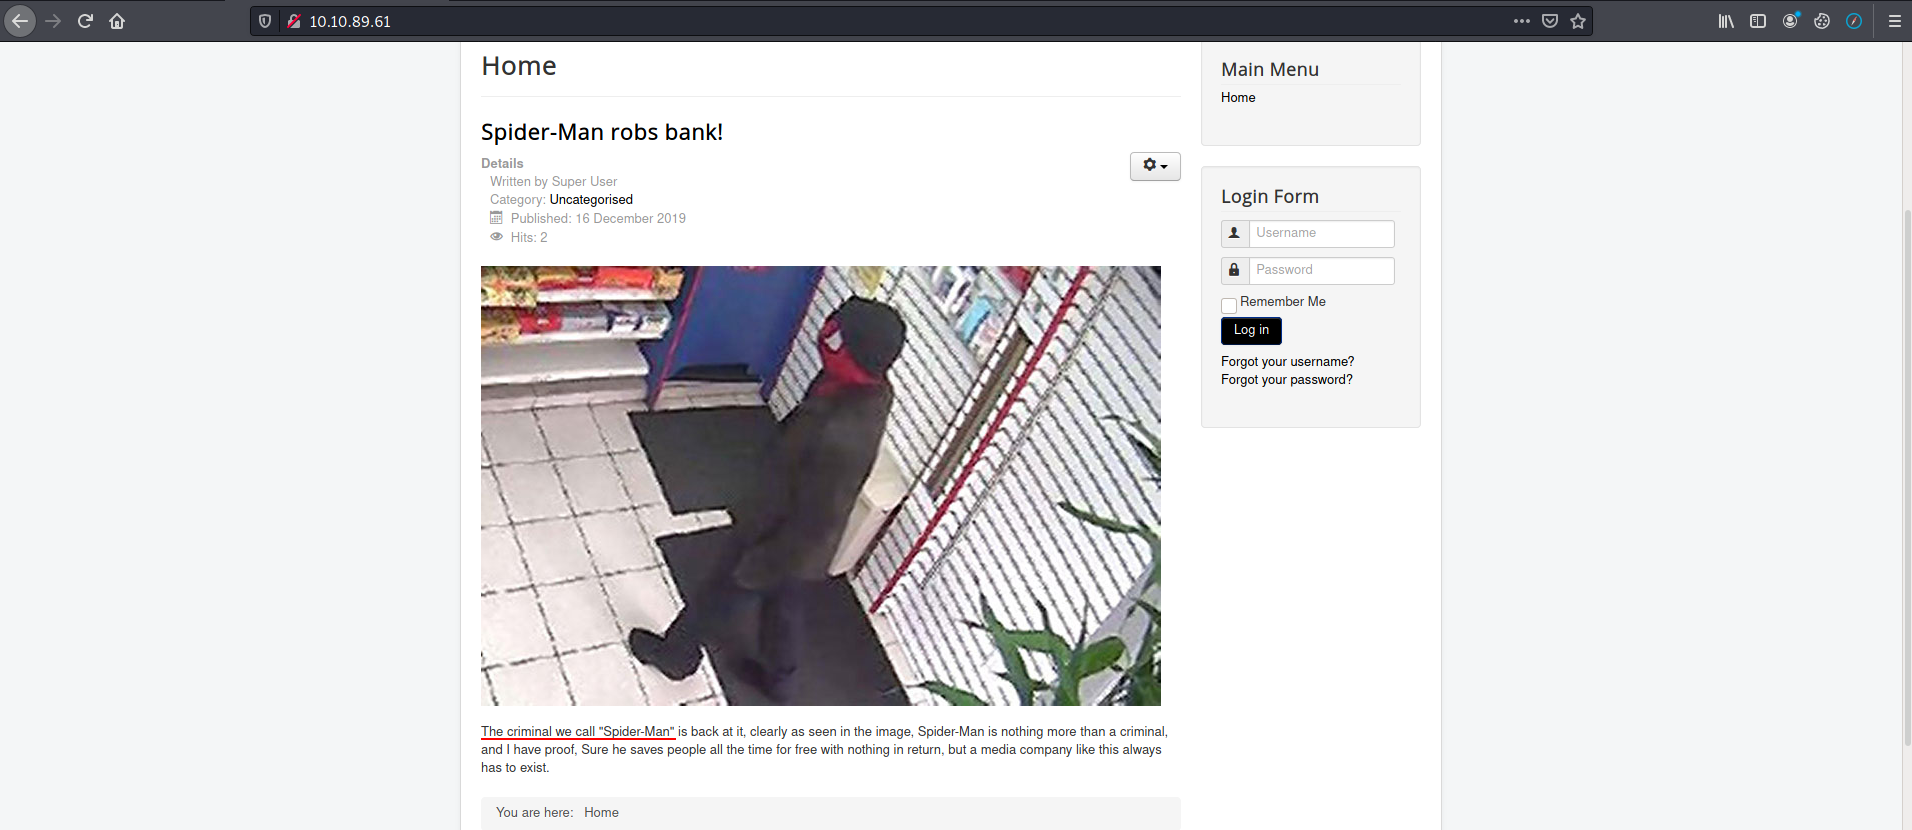 10.10.89.61
Home
Spider-Man robs bank!
Details
Written by Super User
Category: Uncategorised
Published: 16 December 2019
Hits: 2
The criminal we call "Spider-Man" is back at it, clearly as seen in the image, Spider-Man is nothing more than a criminal,
and I have proof, Sure he saves people all the time for free with nothing in return, but a media company like this always
has to exist.
You are here: Home
Main Menu
Home
Login Form
Username
Password
Remember Me
Log in
Forgot your username?
Forgot your password?